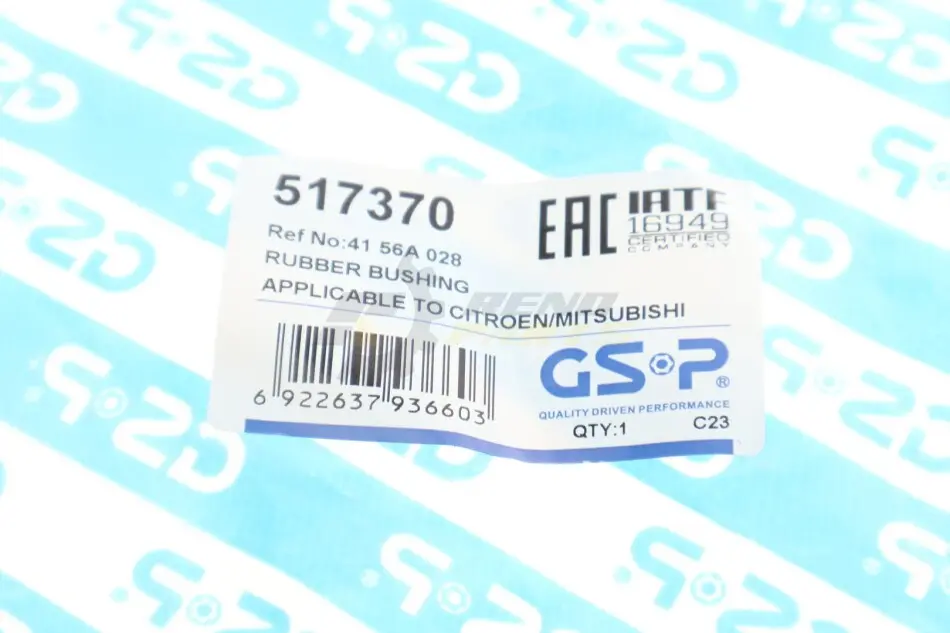 517370
Ref No:41 56A 028
RUBBER BUSHING
APPLICABLE TO CITROEN/MITSUBISHI
6 922637 936603
EAC
IATF
16949
CERTIFIED
COMPANY
GSP®
QUALITY DRIVEN PERFORMANCE
QTY:1
C23